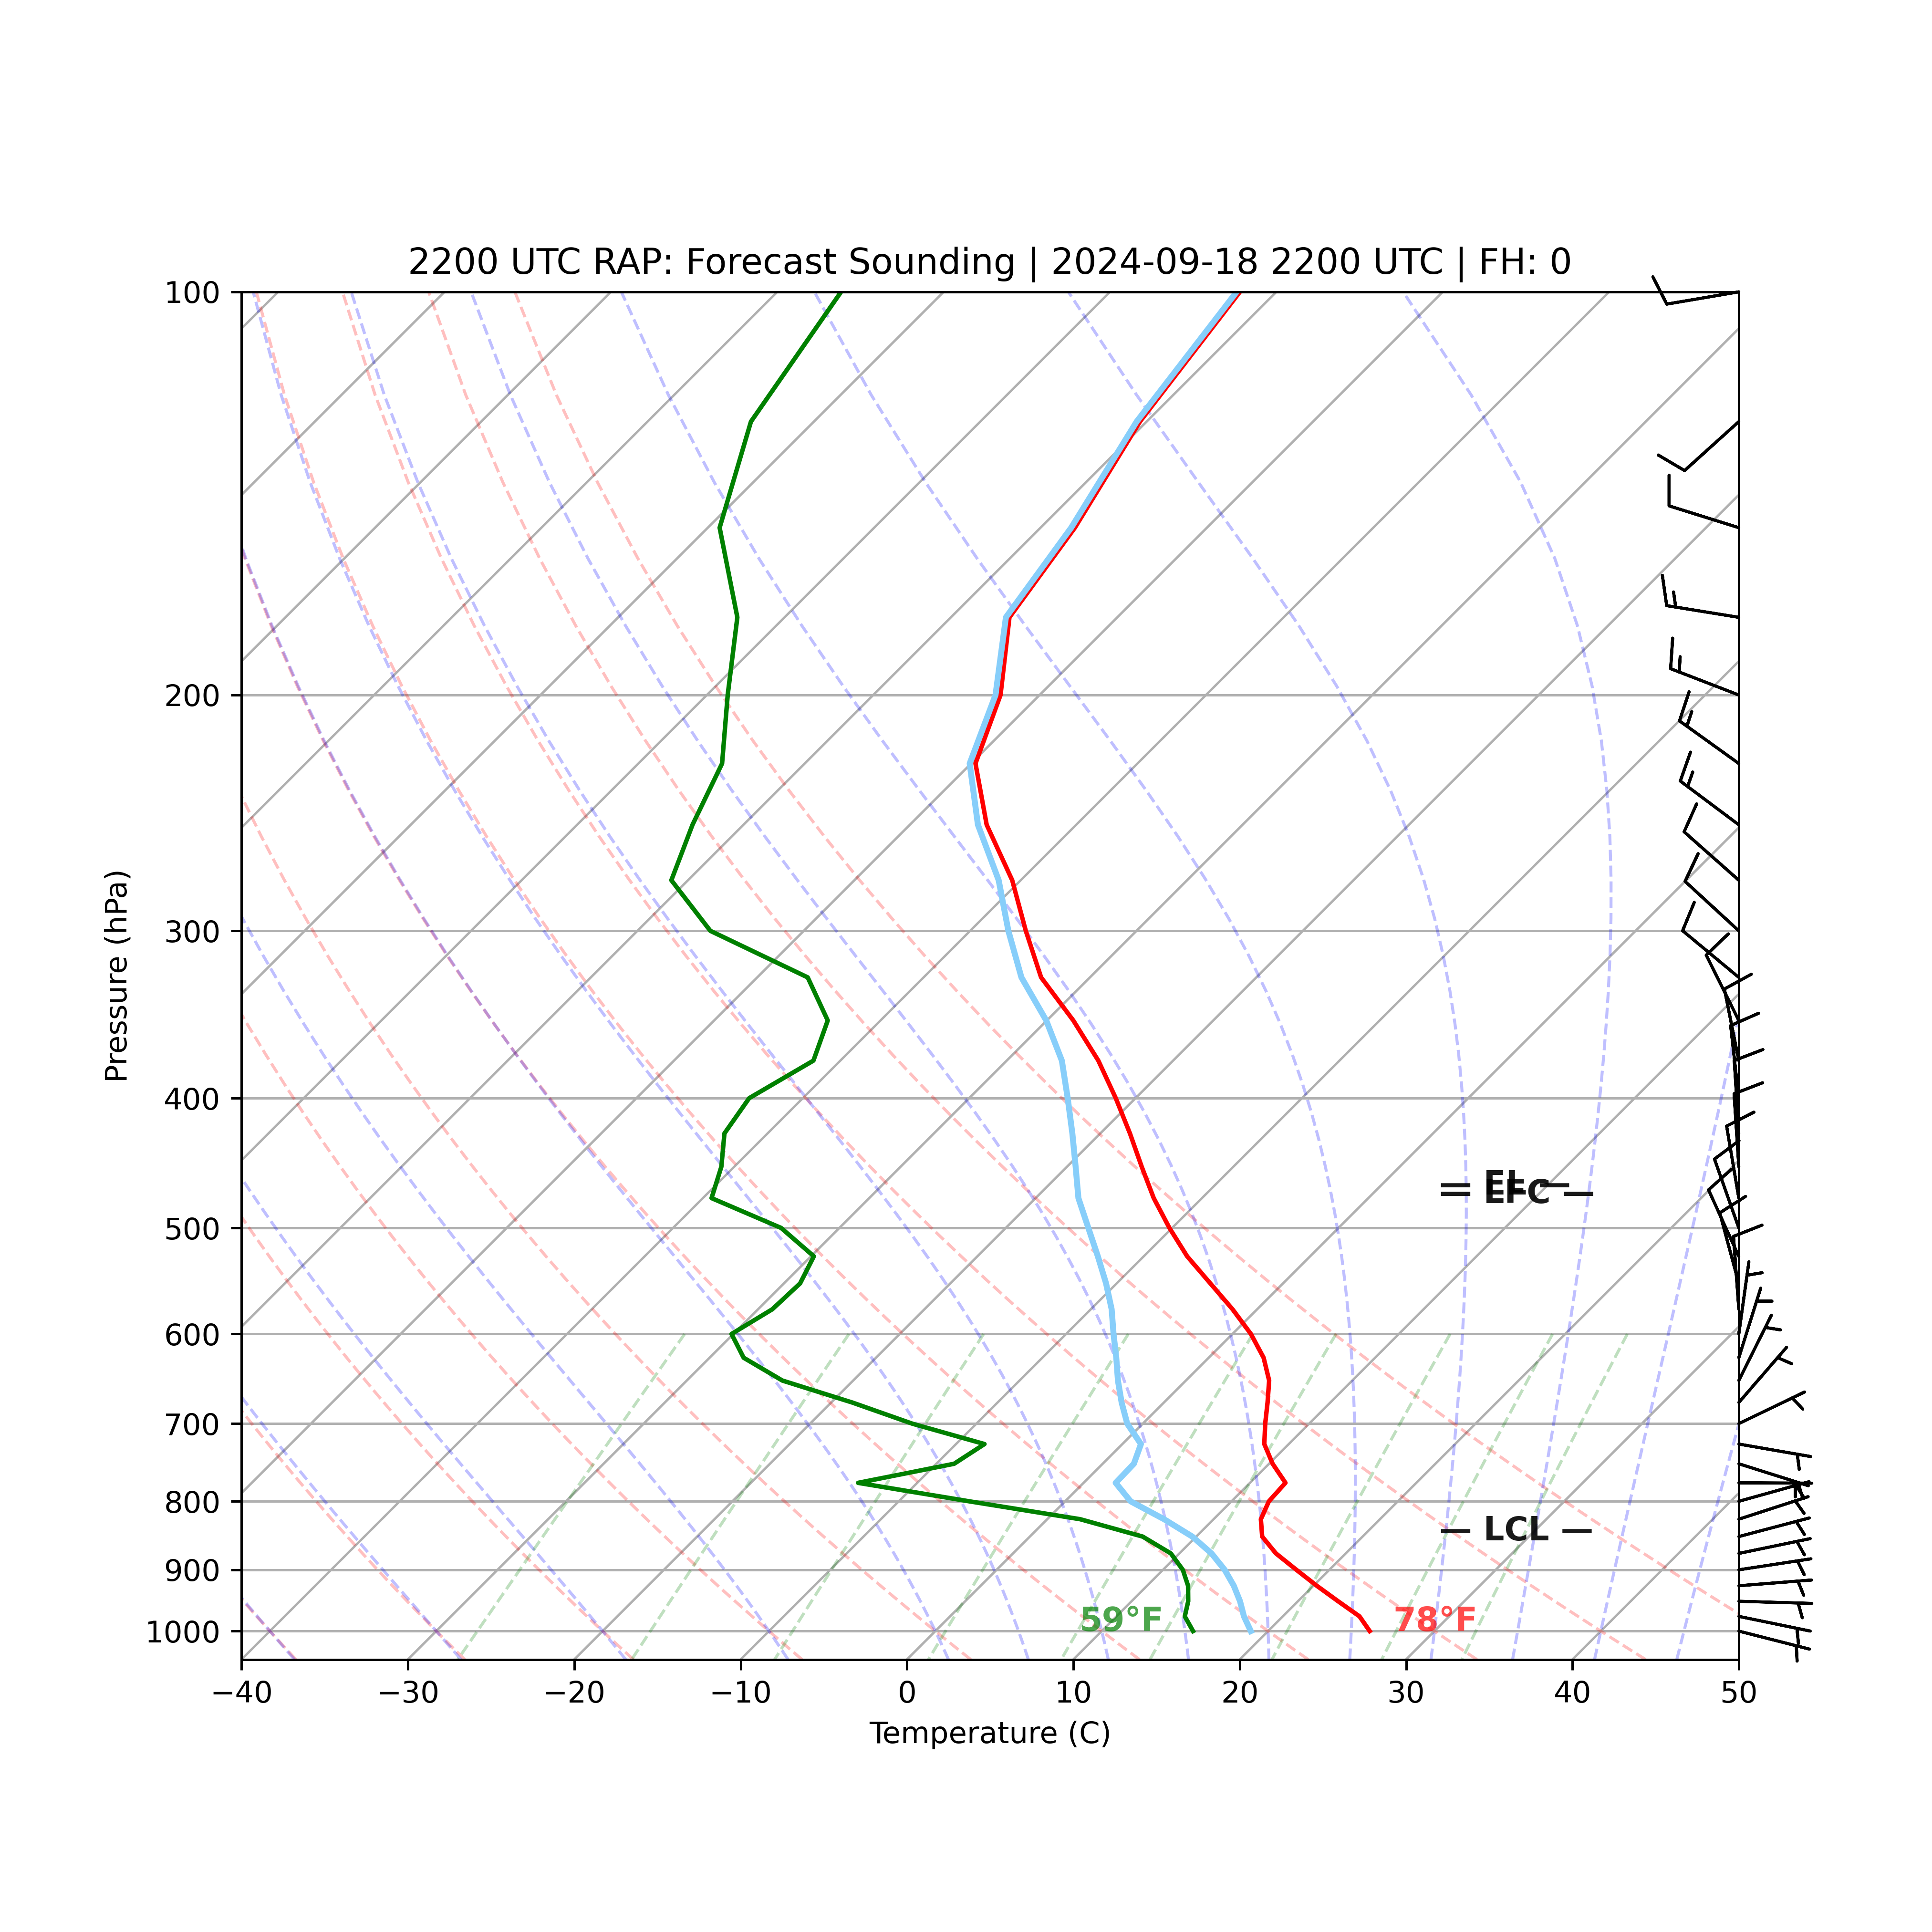 2200 UTC RAP: Forecast Sounding | 2024-09-18 2200 UTC | FH: 0
100
200
300
400
500
600
700
800
900
1000
Pressure (hPa)
— EL —
— LFC —
— LCL —
59°F
78°F
−40 −30 −20 −10 0 10 20 30 40 50
Temperature (C)